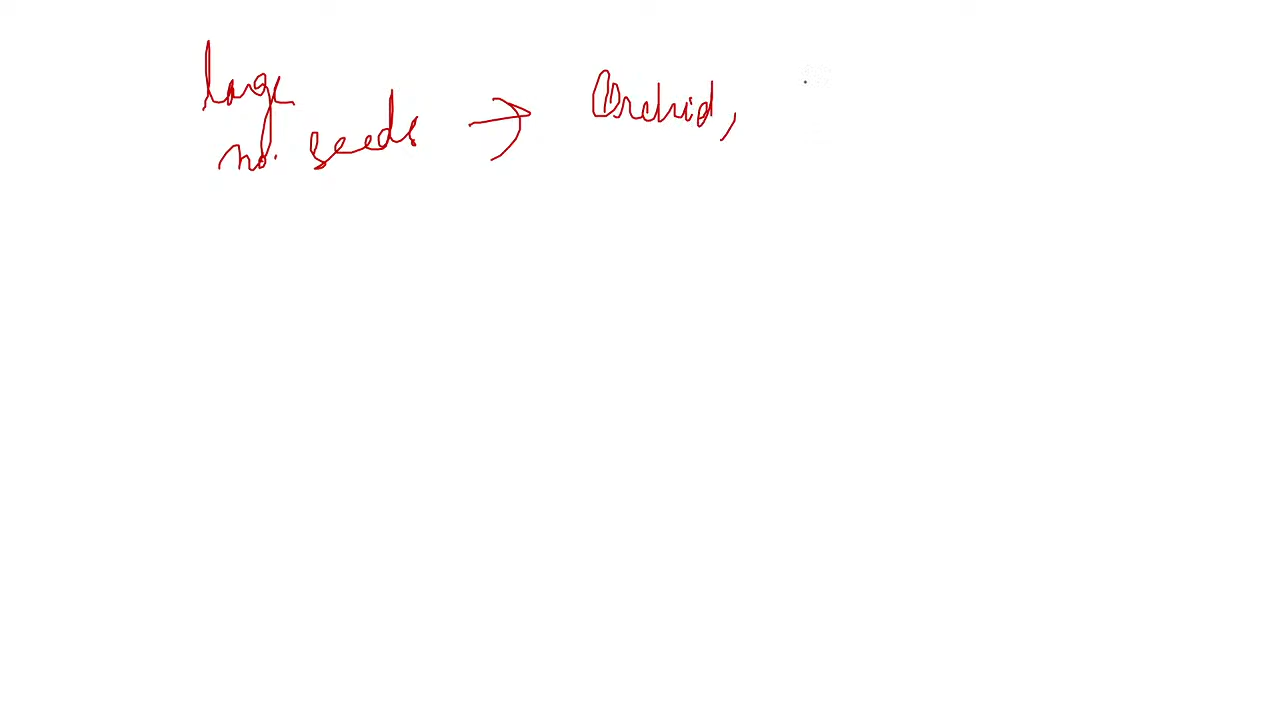 large
no. seeds → Orchid,